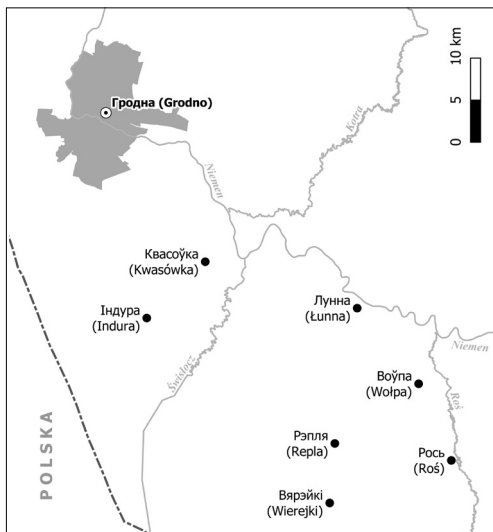 10 km
5
0
Гродна (Grodno)
Kotra
Niemen
Квасоўка
(Kwasówka)
Індура
(Indura)
Лунна
(Łunna)
Niemen
Świsłocz
Воўпа
(Wołpa)
Roś
Рэпля
(Repla)
Рось
(Roś)
POLSKA
Вярэйкі
(Wierejki)